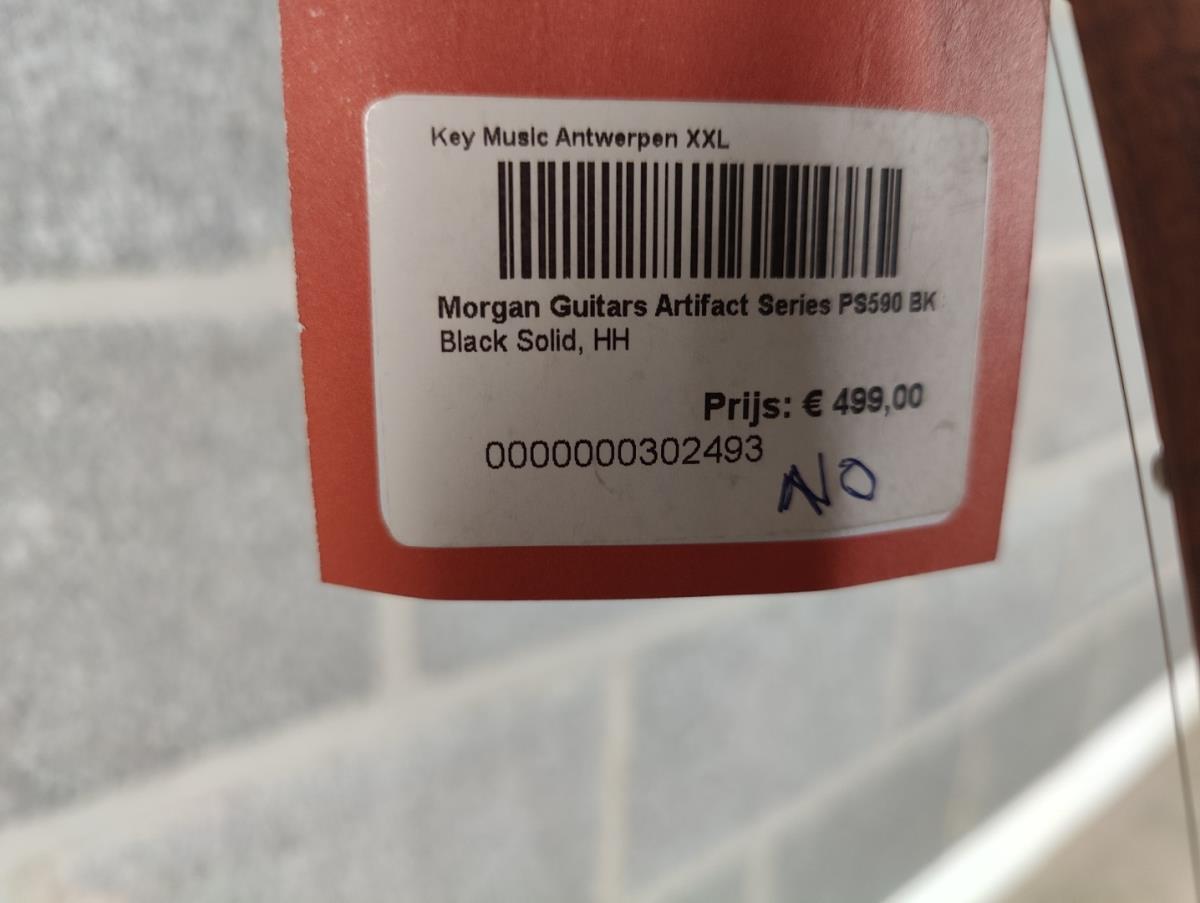 Key Music Antwerpen XXL
Morgan Guitars Artifact Series PS590 BK
Black Solid, HH
Prijs: € 499,00
0000000302493
NO